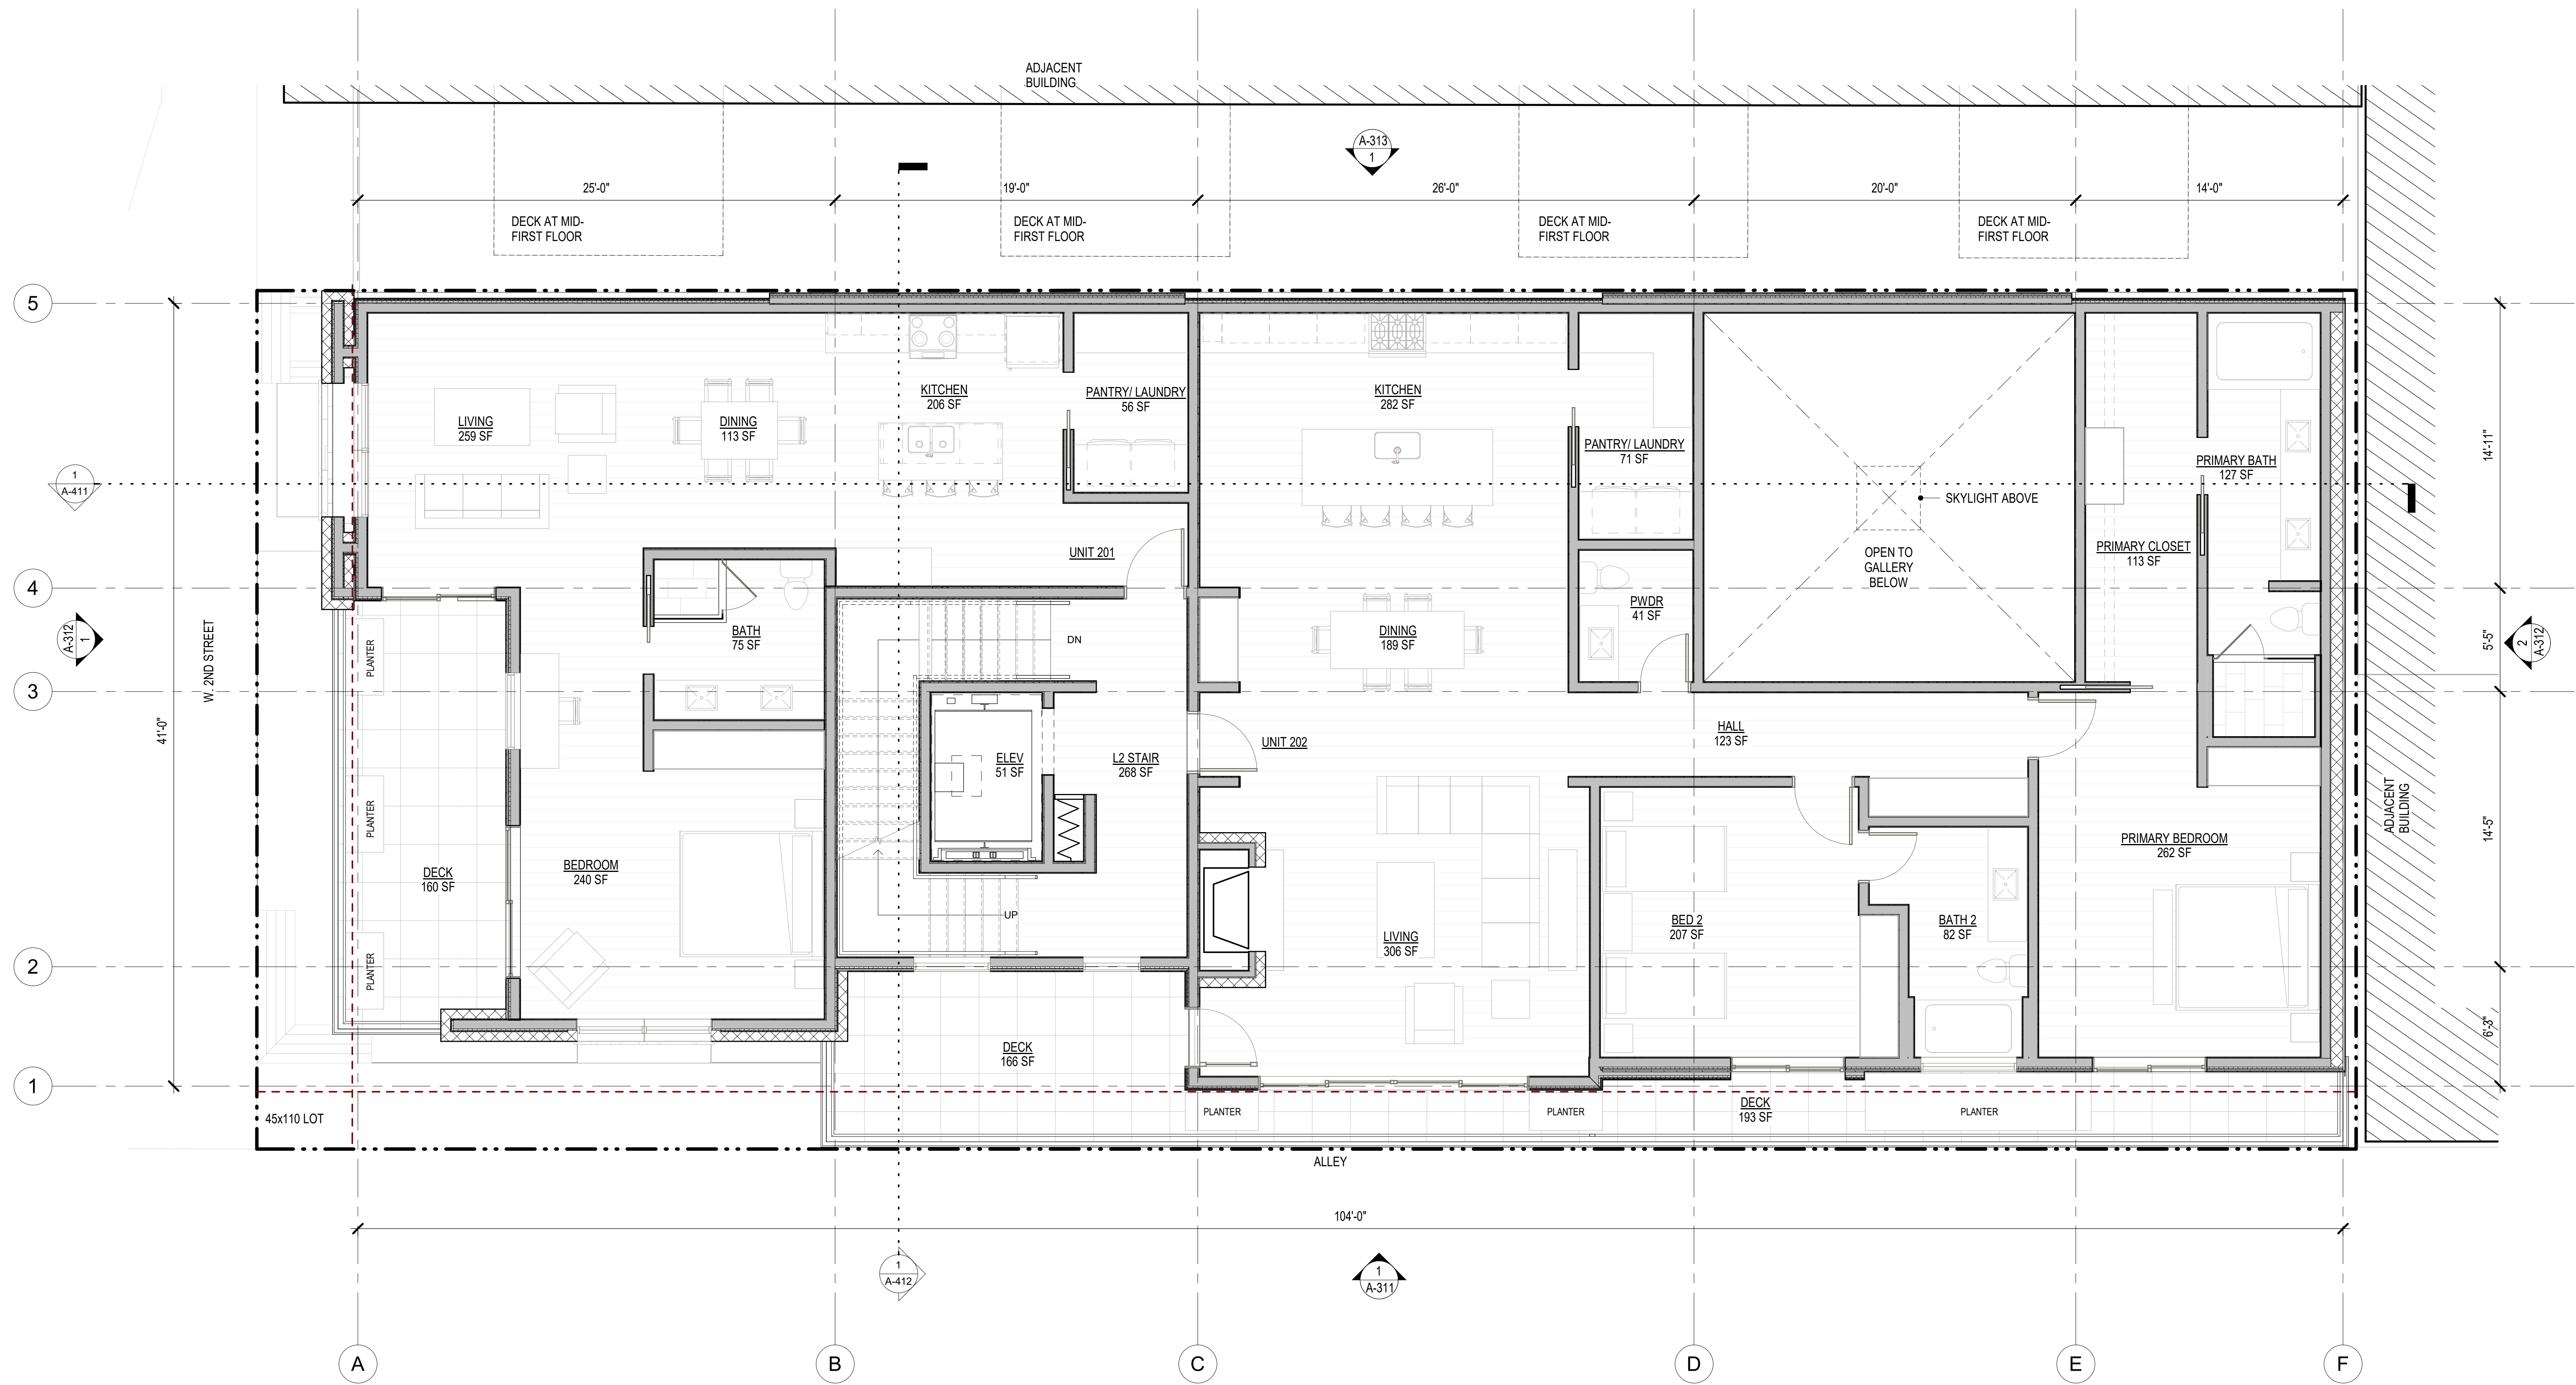 ADJACENT
BUILDING
A-313
1
25'-0"
19'-0"
26'-0"
20'-0"
14'-0"
DECK AT MID-
FIRST FLOOR
DECK AT MID-
FIRST FLOOR
DECK AT MID-
FIRST FLOOR
DECK AT MID-
FIRST FLOOR
5
4
3
2
1
1
A-411
A-312
1
W. 2ND STREET
41'-0"
LIVING
259 SF
DINING
113 SF
KITCHEN
206 SF
PANTRY/ LAUNDRY
56 SF
UNIT 201
BATH
75 SF
BEDROOM
240 SF
DECK
160 SF
PLANTER
PLANTER
PLANTER
DN
UP
ELEV
51 SF
L2 STAIR
268 SF
DECK
166 SF
KITCHEN
282 SF
PANTRY/ LAUNDRY
71 SF
PWDR
41 SF
DINING
189 SF
UNIT 202
LIVING
306 SF
SKYLIGHT ABOVE
OPEN TO
GALLERY
BELOW
HALL
123 SF
PRIMARY CLOSET
113 SF
PRIMARY BATH
127 SF
PRIMARY BEDROOM
262 SF
BED 2
207 SF
BATH 2
82 SF
PLANTER
PLANTER
DECK
193 SF
PLANTER
14'-11"
5'-5"
14'-5"
6'-3"
2
A-312
ADJACENT
BUILDING
45x110 LOT
ALLEY
104'-0"
1
A-412
1
A-311
A
B
C
D
E
F